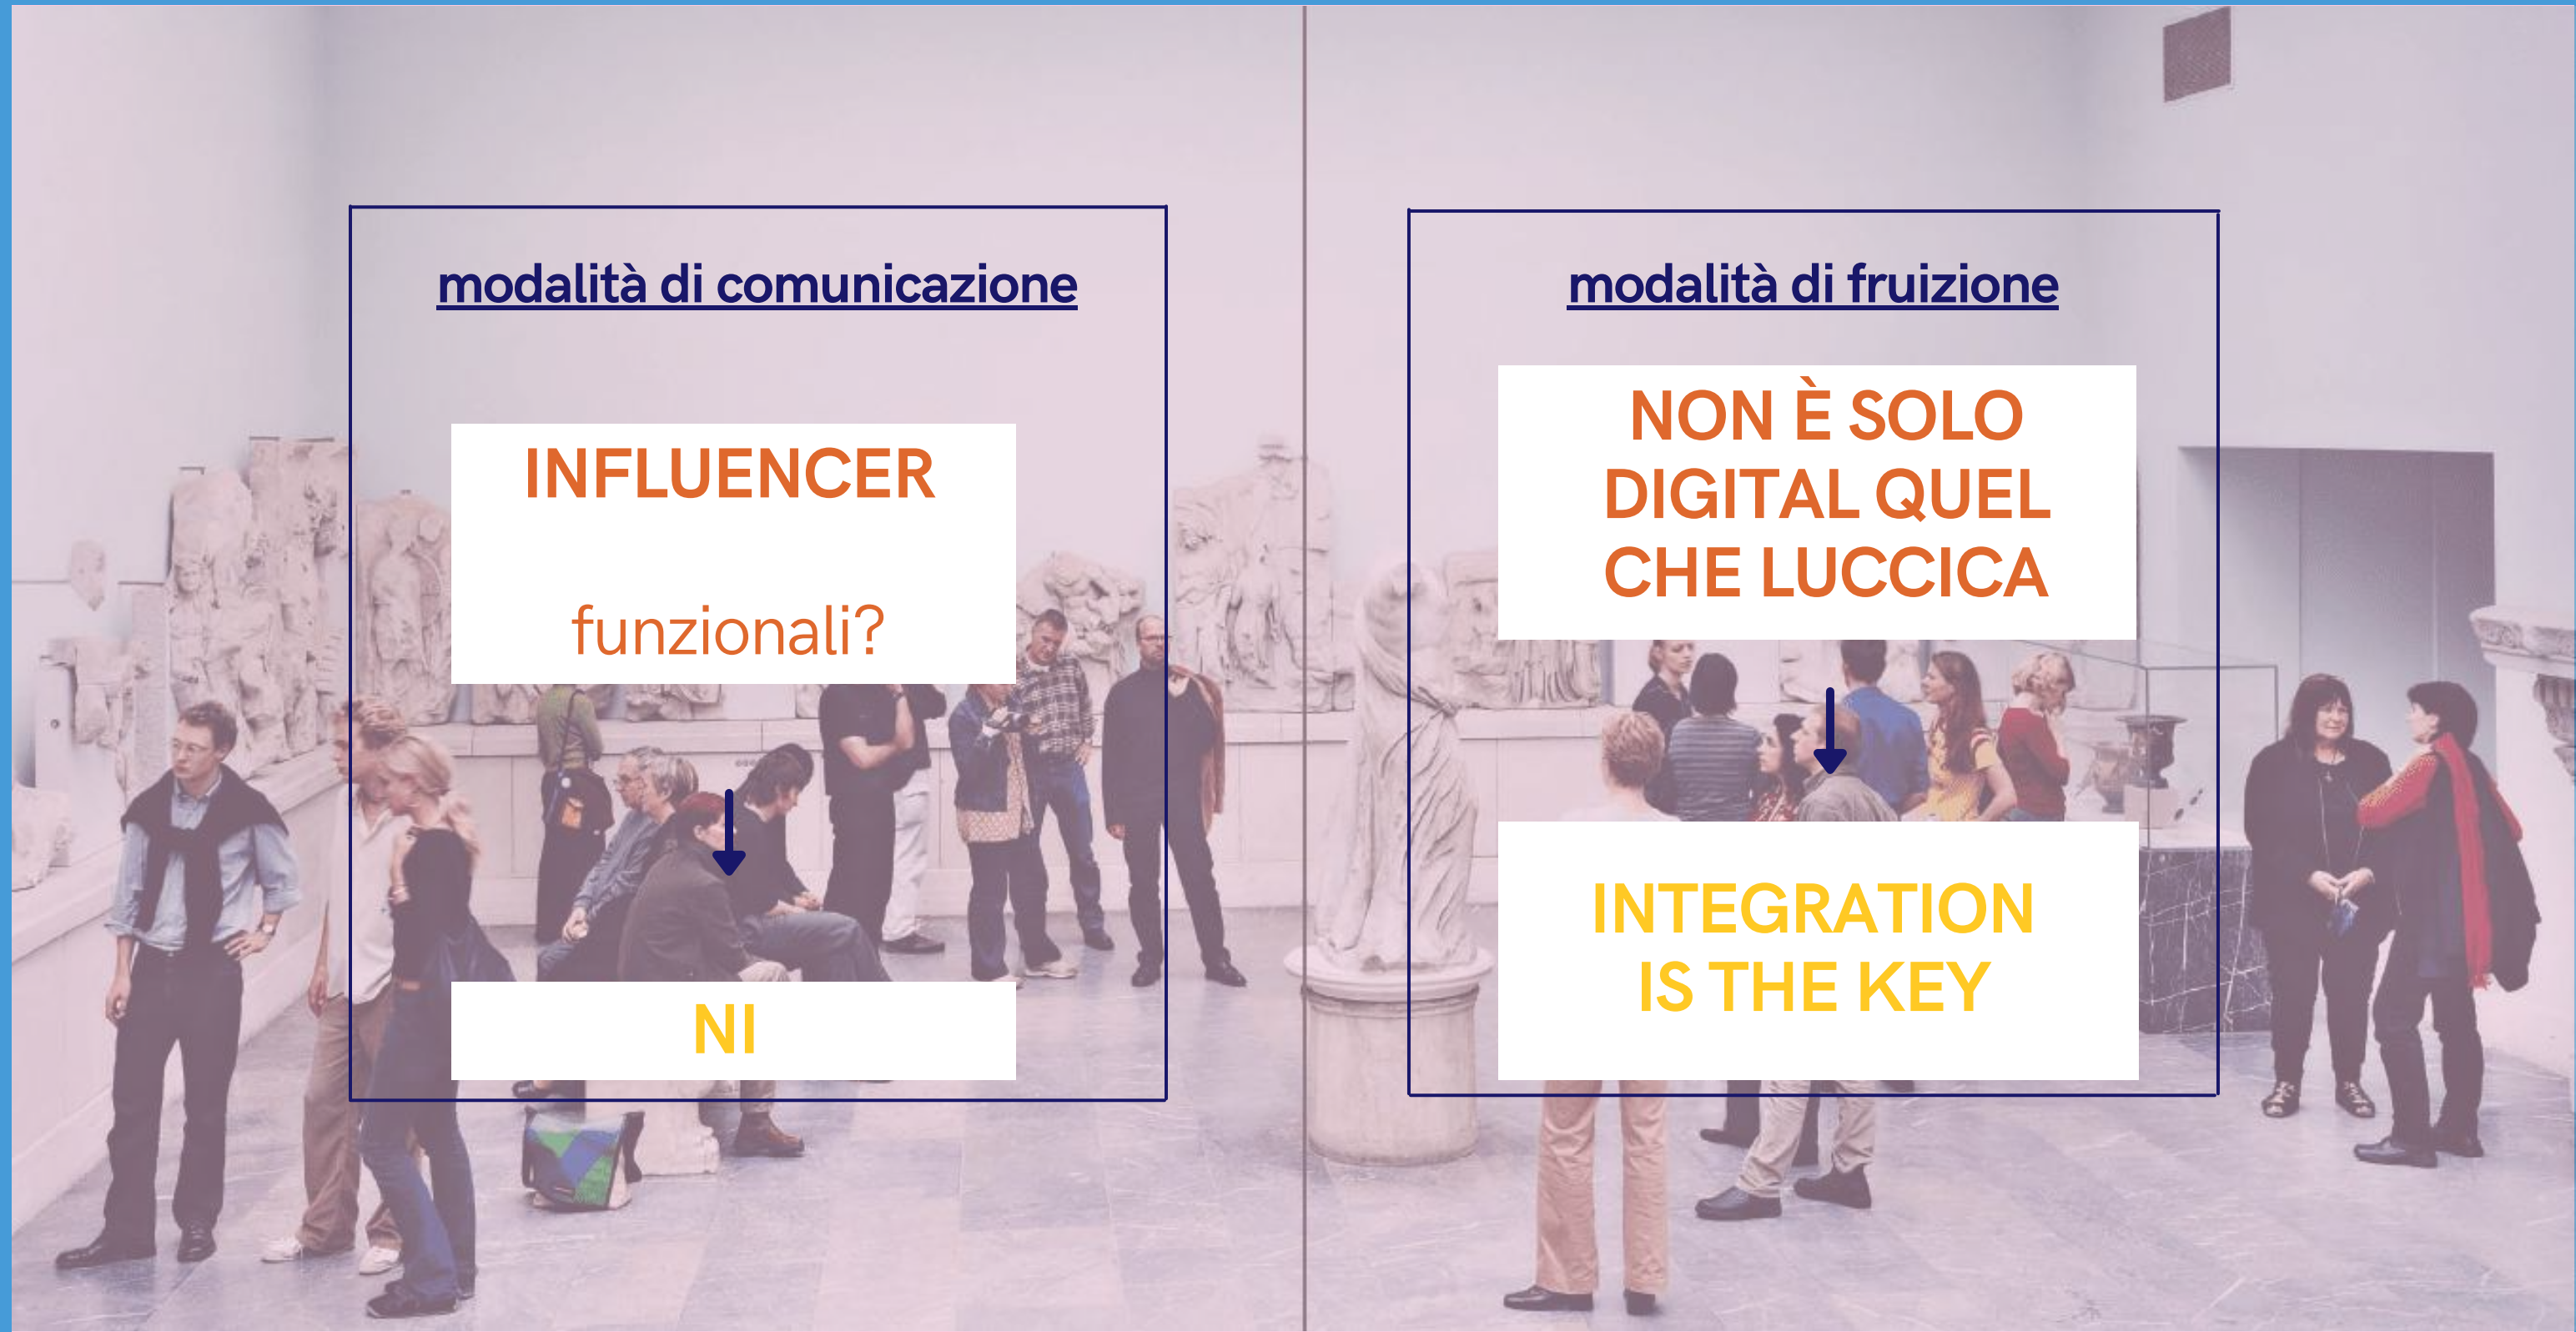 modalità di comunicazione
INFLUENCER
funzionali?
NI
modalità di fruizione
NON È SOLO
DIGITAL QUEL
CHE LUCCICA
INTEGRATION
IS THE KEY